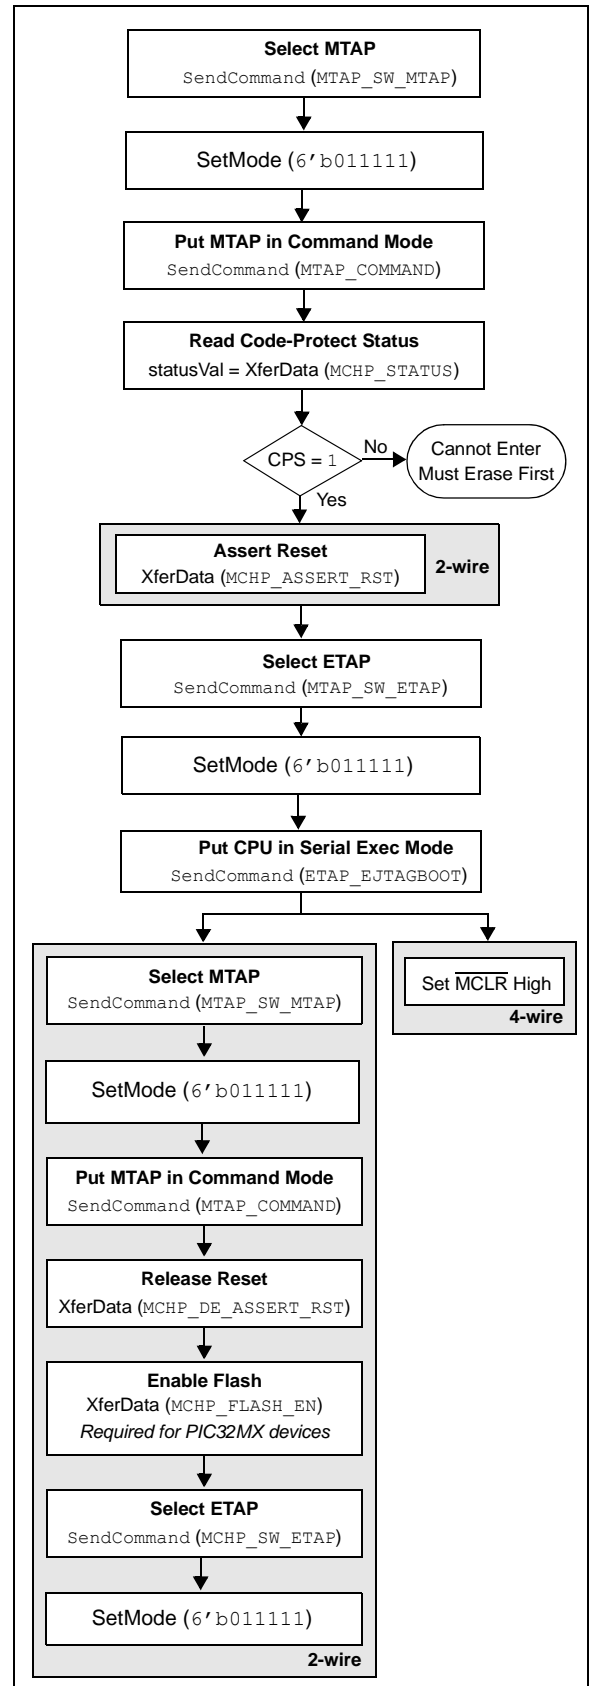 Select MTAP
SendCommand (MTAP_SW_MTAP)
SetMode (6'b011111)
Put MTAP in Command Mode
SendCommand (MTAP_COMMAND)
Read Code-Protect Status
statusVal = XferData (MCHP_STATUS)
CPS = 1
No
Cannot Enter
Must Erase First
Yes
Assert Reset
XferData (MCHP_ASSERT_RST)
2-wire
Select ETAP
SendCommand (MTAP_SW_ETAP)
SetMode (6'b011111)
Put CPU in Serial Exec Mode
SendCommand (ETAP_EJTAGBOOT)
Select MTAP
SendCommand (MTAP_SW_MTAP)
Set M̅C̅L̅R̅ High
4-wire
SetMode (6'b011111)
Put MTAP in Command Mode
SendCommand (MTAP_COMMAND)
Release Reset
XferData (MCHP_DE_ASSERT_RST)
Enable Flash
XferData (MCHP_FLASH_EN)
Required for PIC32MX devices
Select ETAP
SendCommand (MCHP_SW_ETAP)
SetMode (6'b011111)
2-wire